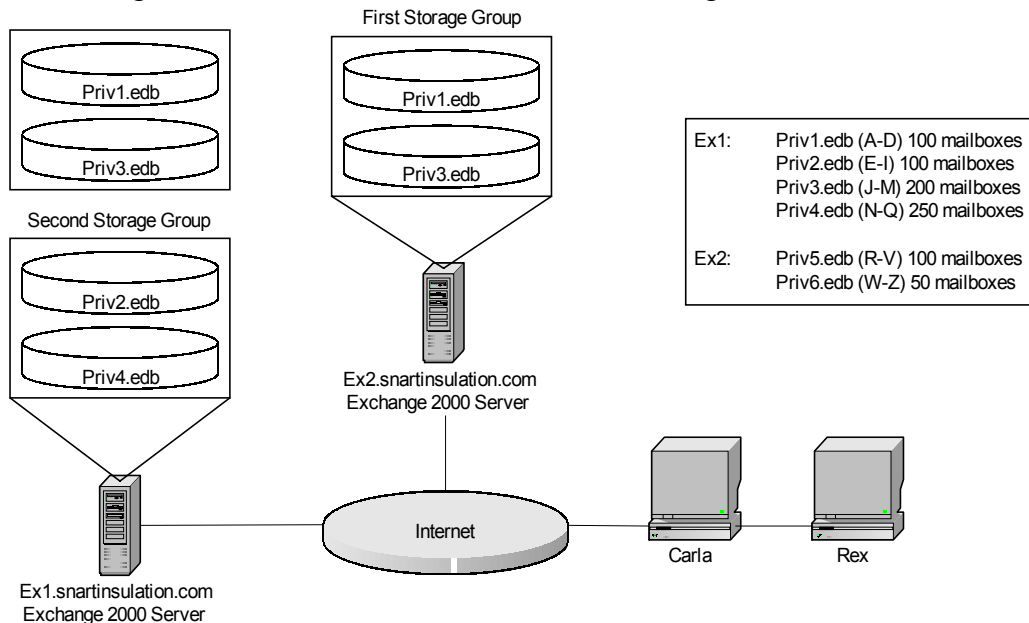 First Storage Group
Priv1.edb
Priv3.edb
Priv1.edb
Priv3.edb
Ex1: Priv1.edb (A-D) 100 mailboxes
Priv2.edb (E-I) 100 mailboxes
Priv3.edb (J-M) 200 mailboxes
Priv4.edb (N-Q) 250 mailboxes
Ex2: Priv5.edb (R-V) 100 mailboxes
Priv6.edb (W-Z) 50 mailboxes
Second Storage Group
Priv2.edb
Priv4.edb
Ex2.snartinsulation.com
Exchange 2000 Server
Internet
Carla
Rex
Ex1.snartinsulation.com
Exchange 2000 Server